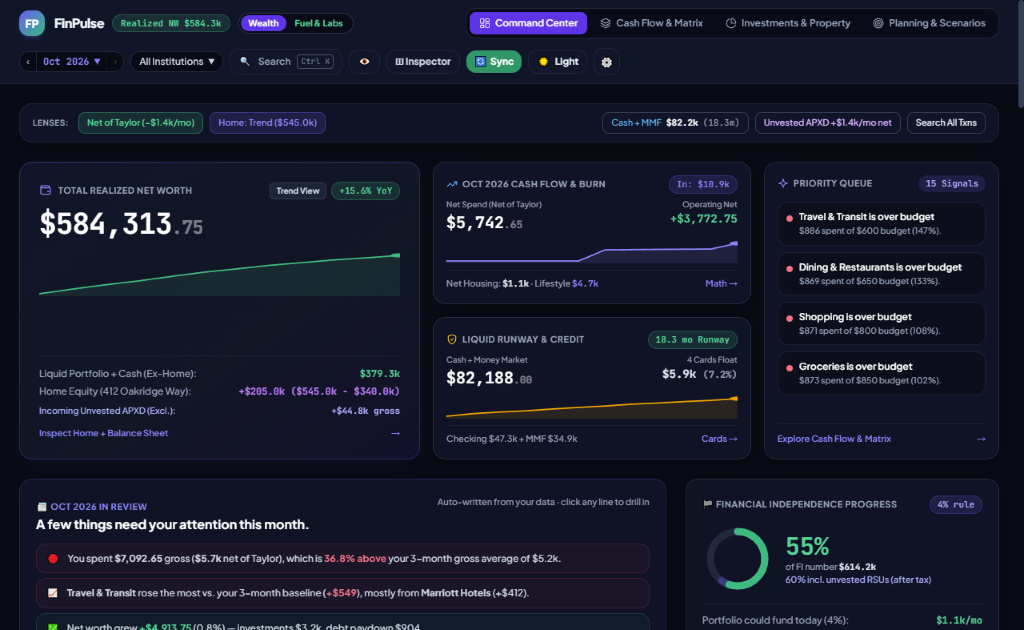 FP FinPulse Realized NW $584.3k Wealth Fuel & Labs Command Center Cash Flow & Matrix Investments & Property Planning & Scenarios
‹ Oct 2026 ▼ › All Institutions ▼ Search Ctrl K Inspector Sync Light
LENSES: Net of Taylor (-$1.4k/mo) Home: Trend ($545.0k) Cash + MMF $82.2k (18.3m) Unvested APXD +$1.4k/mo net Search All Txns
TOTAL REALIZED NET WORTH Trend View +15.6% YoY
$584,313.75
Liquid Portfolio + Cash (Ex-Home): $379.3k
Home Equity (412 Oakridge Way): +$205.0k ($545.0k - $340.0k)
Incoming Unvested APXD (Excl.): +$44.8k gross
Inspect Home + Balance Sheet →
OCT 2026 CASH FLOW & BURN In: $10.9k
Net Spend (Net of Taylor) Operating Net
$5,742.65 +$3,772.75
Net Housing: $1.1k · Lifestyle $4.7k Math →
LIQUID RUNWAY & CREDIT 18.3 mo Runway
Cash + Money Market 4 Cards Float
$82,188.00 $5.9k (7.2%)
Checking $47.3k + MMF $34.9k Cards →
PRIORITY QUEUE 15 Signals
Travel & Transit is over budget
$886 spent of $600 budget (147%).
Dining & Restaurants is over budget
$869 spent of $650 budget (133%).
Shopping is over budget
$871 spent of $800 budget (108%).
Groceries is over budget
$873 spent of $850 budget (102%).
Explore Cash Flow & Matrix →
OCT 2026 IN REVIEW Auto-written from your data · click any line to drill in
A few things need your attention this month.
You spent $7,092.65 gross ($5.7k net of Taylor), which is 36.8% above your 3-month gross average of $5.2k.
Travel & Transit rose the most vs. your 3-month baseline (+$549), mostly from Marriott Hotels (+$412).
Net worth grew +$4,913.75 (0.8%) — investments $3.2k, debt paydown $904.
FINANCIAL INDEPENDENCE PROGRESS 4% rule
55%
of FI number $614.2k
60% incl. unvested RSUs (after tax)
Portfolio could fund today (4%): $1.1k/mo